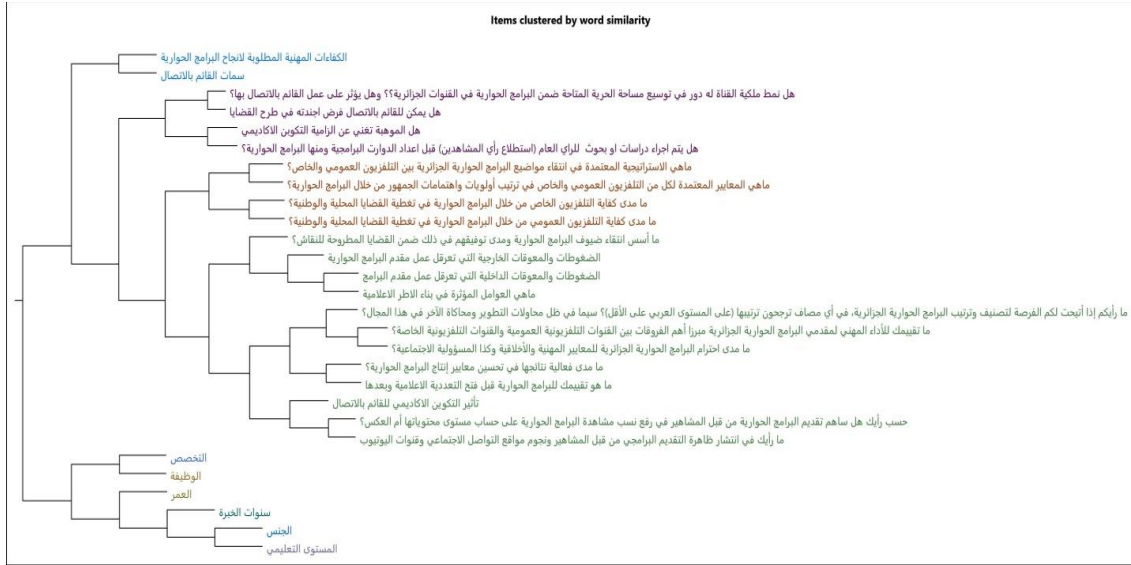 Items clustered by word similarity
الكفاءات المهنية المطلوبة لانجاح البرامج الحوارية
سمات القائم بالاتصال
هل نمط ملكية القناة له دور في توسيع مساحة الحرية المتاحة ضمن البرامج الحوارية في القنوات الجزائرية؟؟ وهل يؤثر على عمل القائم بالاتصال بها؟
هل يمكن للقائم بالاتصال فرض اجندته في طرح القضايا
هل الموهبة تغني عن الزامية التكوين الاكاديمي
هل يتم اجراء دراسات او بحوث للراي العام (استطلاع رأي المشاهدين) قبل اعداد الدوارت البرامجية ومنها البرامج الحوارية؟
ماهي الاستراتيجية المعتمدة في انتقاء مواضيع البرامج الحوارية الجزائرية بين التلفزيون العمومي والخاص؟
ماهي المعايير المعتمدة لكل من التلفزيون العمومي والخاص في ترتيب أولويات واهتمامات الجمهور من خلال البرامج الحوارية؟
ما مدى كفاية التلفزيون الخاص من خلال البرامج الحوارية في تغطية القضايا المحلية والوطنية؟
ما مدى كفاية التلفزيون العمومي من خلال البرامج الحوارية في تغطية القضايا المحلية والوطنية؟
ما أسس انتقاء ضيوف البرامج الحوارية ومدى توفيقهم في ذلك ضمن القضايا المطروحة للنقاش؟
الضغوطات والمعوقات الخارجية التي تعرقل عمل مقدم البرامج الحوارية
الضغوطات والمعوقات الداخلية التي تعرقل عمل مقدم البرامج
ماهي العوامل المؤثرة في بناء الاطر الاعلامية
ما رأيكم إذا أتيحت لكم الفرصة لتصنيف وترتيب البرامج الحوارية الجزائرية، في أي مصاف ترجحون ترتيبها (على المستوى العربي على الأقل)؟ سيما في ظل محاولات التطوير ومحاكاة الآخر في هذا المجال؟
ما تقييمك للأداء المهني لمقدمي البرامج الحوارية الجزائرية مبرزا أهم الفروقات بين القنوات التلفزيونية العمومية والقنوات التلفزيونية الخاصة؟
ما مدى احترام البرامج الحوارية الجزائرية للمعايير المهنية والأخلاقية وكذا المسؤولية الاجتماعية؟
ما مدى فعالية نتائجها في تحسين معايير إنتاج البرامج الحوارية؟
ما هو تقييمك للبرامج الحوارية قبل فتح التعددية الاعلامية وبعدها
تأثير التكوين الاكاديمي للقائم بالاتصال
حسب رأيك هل ساهم تقديم البرامج الحوارية من قبل المشاهير في رفع نسب مشاهدة البرامج الحوارية على حساب مستوى محتوياتها أم العكس؟
ما رأيك في انتشار ظاهرة التقديم البرامجي من قبل المشاهير ونجوم مواقع التواصل الاجتماعي وقنوات اليوتيوب
التخصص
الوظيفة
العمر
سنوات الخبرة
الجنس
المستوى التعليمي